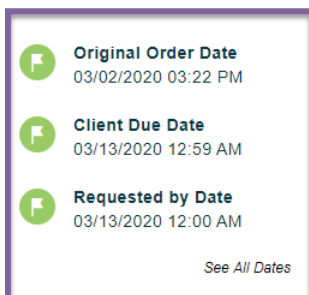 Original Order Date
03/02/2020 03:22 PM
Client Due Date
03/13/2020 12:59 AM
Requested by Date
03/13/2020 12:00 AM
See All Dates